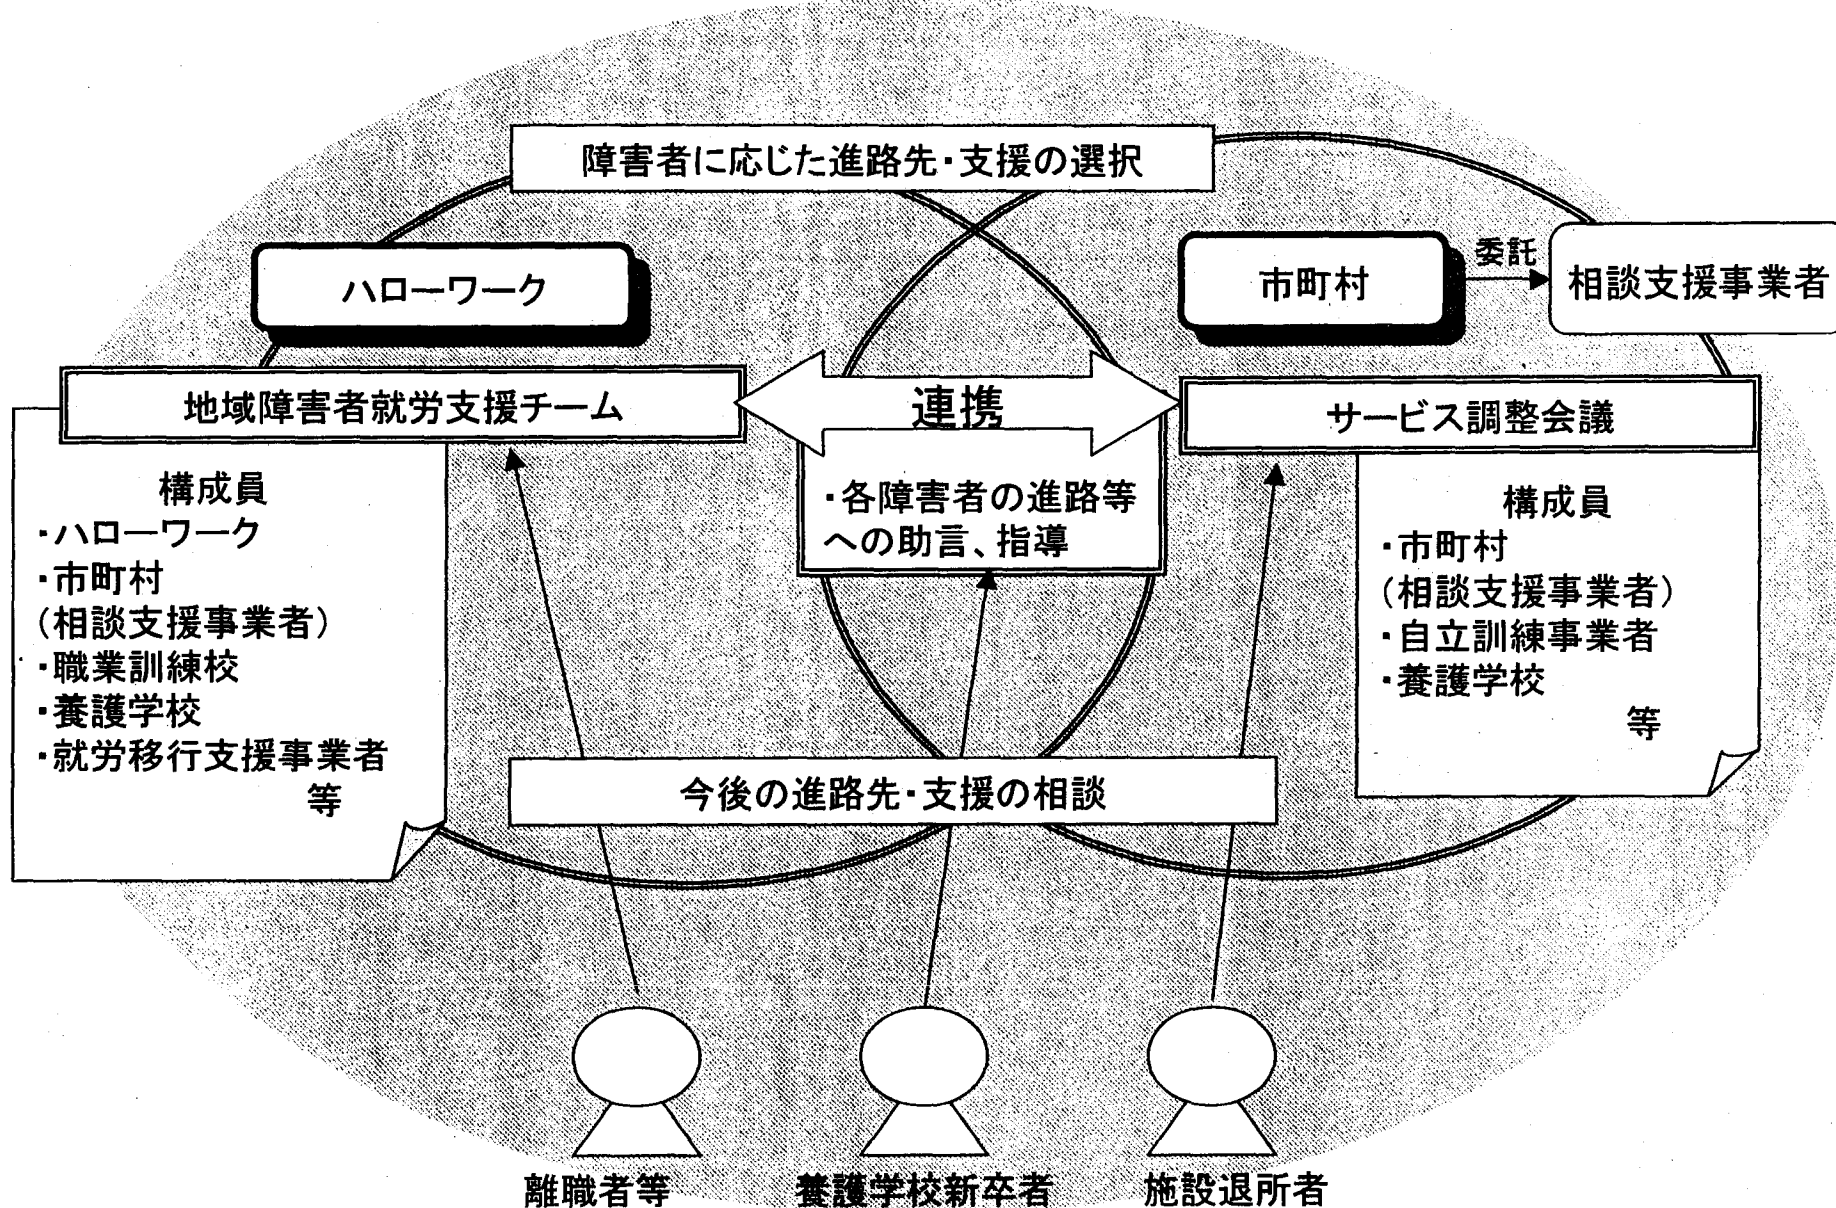 障害者に応じた進路先・支援の選択
ハローワーク
市町村
委託
相談支援事業者
地域障害者就労支援チーム
連携
サービス調整会議
構成員
・ハローワーク
・市町村
(相談支援事業者)
・職業訓練校
・養護学校
・就労移行支援事業者
等
・各障害者の進路等
への助言、指導
構成員
・市町村
(相談支援事業者)
・自立訓練事業者
・養護学校
等
今後の進路先・支援の相談
離職者等
養護学校新卒者
施設退所者